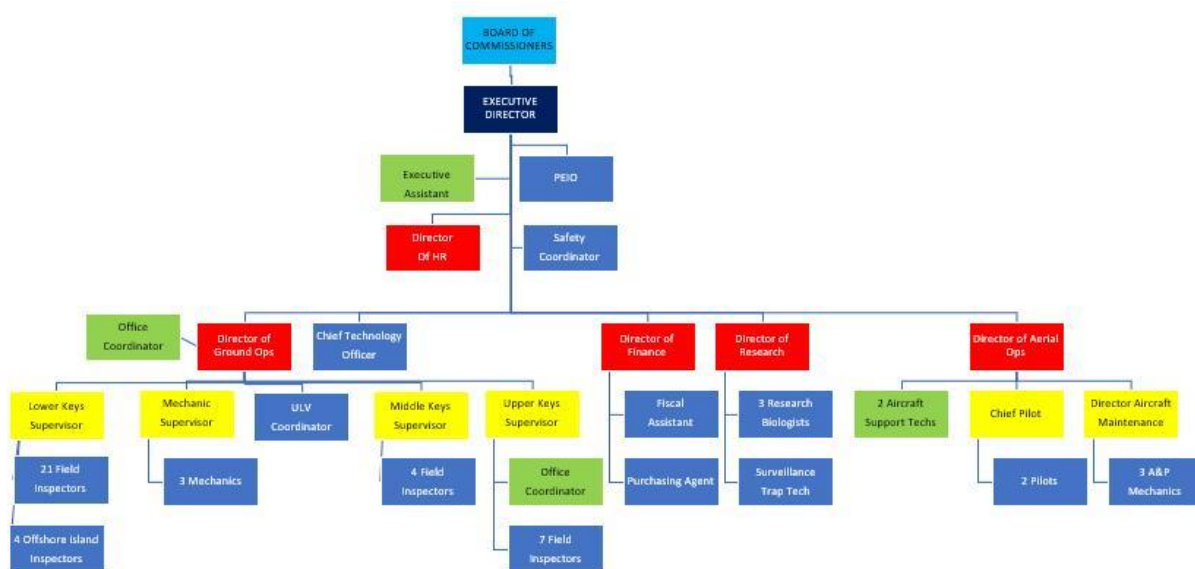 BOARD OF
COMMISSIONERS
EXECUTIVE
DIRECTOR
Executive
Assistant
PEIO
Director
Of HR
Safety
Coordinator
Office
Coordinator
Director of
Ground Ops
Chief Technology
Officer
Director of
Finance
Director of
Research
Director of Aerial
Ops
Lower Keys
Supervisor
Mechanic
Supervisor
ULV
Coordinator
Middle Keys
Supervisor
Upper Keys
Supervisor
Fiscal
Assistant
3 Research
Biologists
2 Aircraft
Support Techs
Chief Pilot
Director Aircraft
Maintenance
21 Field
Inspectors
3 Mechanics
4 Field
Inspectors
Office
Coordinator
Purchasing Agent
Surveillance
Trap Tech
2 Pilots
3 A&P
Mechanics
4 Offshore island
Inspectors
7 Field
Inspectors